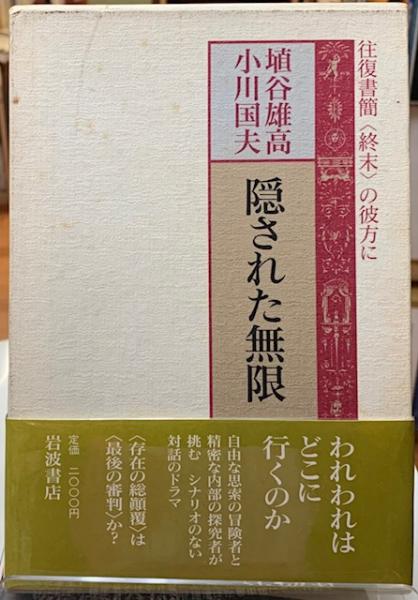 往復書簡〈終末〉の彼方に
埴谷雄高
小川国夫
隠された無限
われわれは
どこに
行くのか
自由な思索の冒険者と
精密な内部の探究者が
挑む シナリオのない
対話のドラマ
〈存在の総顚覆〉は
〈最後の審判〉か?
定価 二〇〇〇円
岩波書店